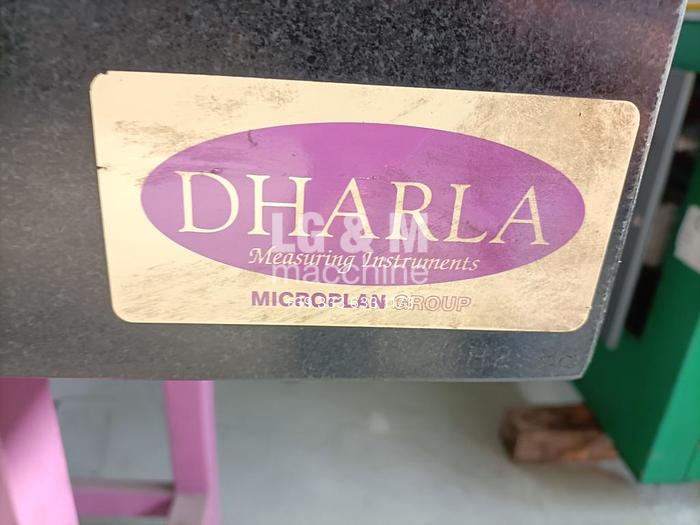 DHARLA
LG & M
Measuring Instruments
macchine
MICROPLAN GROUP